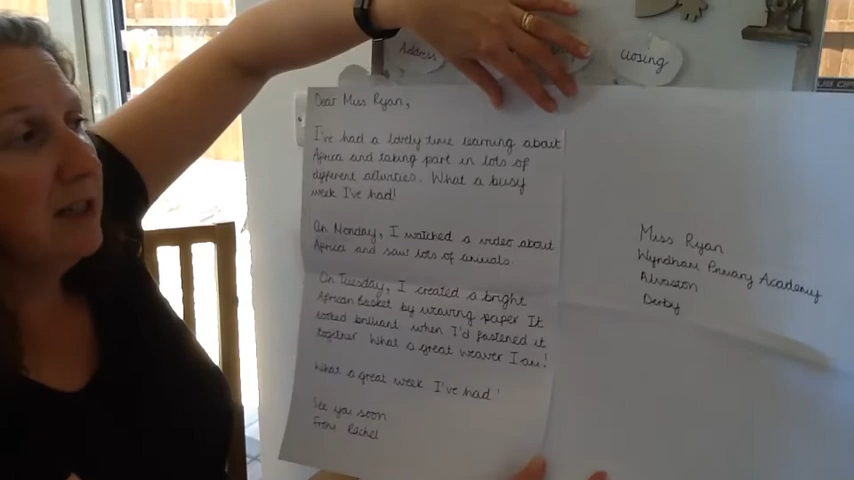 Address
closing
Dear Miss Ryan,
I've had a lovely time learning about
Africa and taking part in lots of
different activities. What a busy
week I've had!
On Monday, I watched a video about
Africa and saw lots of animals.
On Tuesday, I created a bright
African basket by weaving paper It
looked brilliant when I'd fastened it
together What a great weaver I am!
What a great week I've had!
See you soon
From Rachel
Miss Ryan
Wyndham Primary Academy
Alvaston
Derby